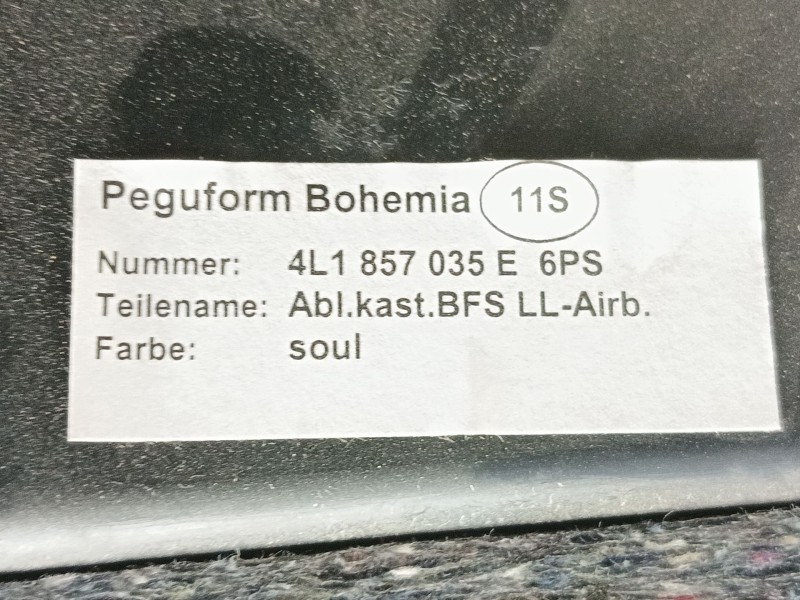 Peguform Bohemia 11S
Nummer: 4L1 857 035 E 6PS
Teilename: Abl.kast.BFS LL-Airb.
Farbe: soul